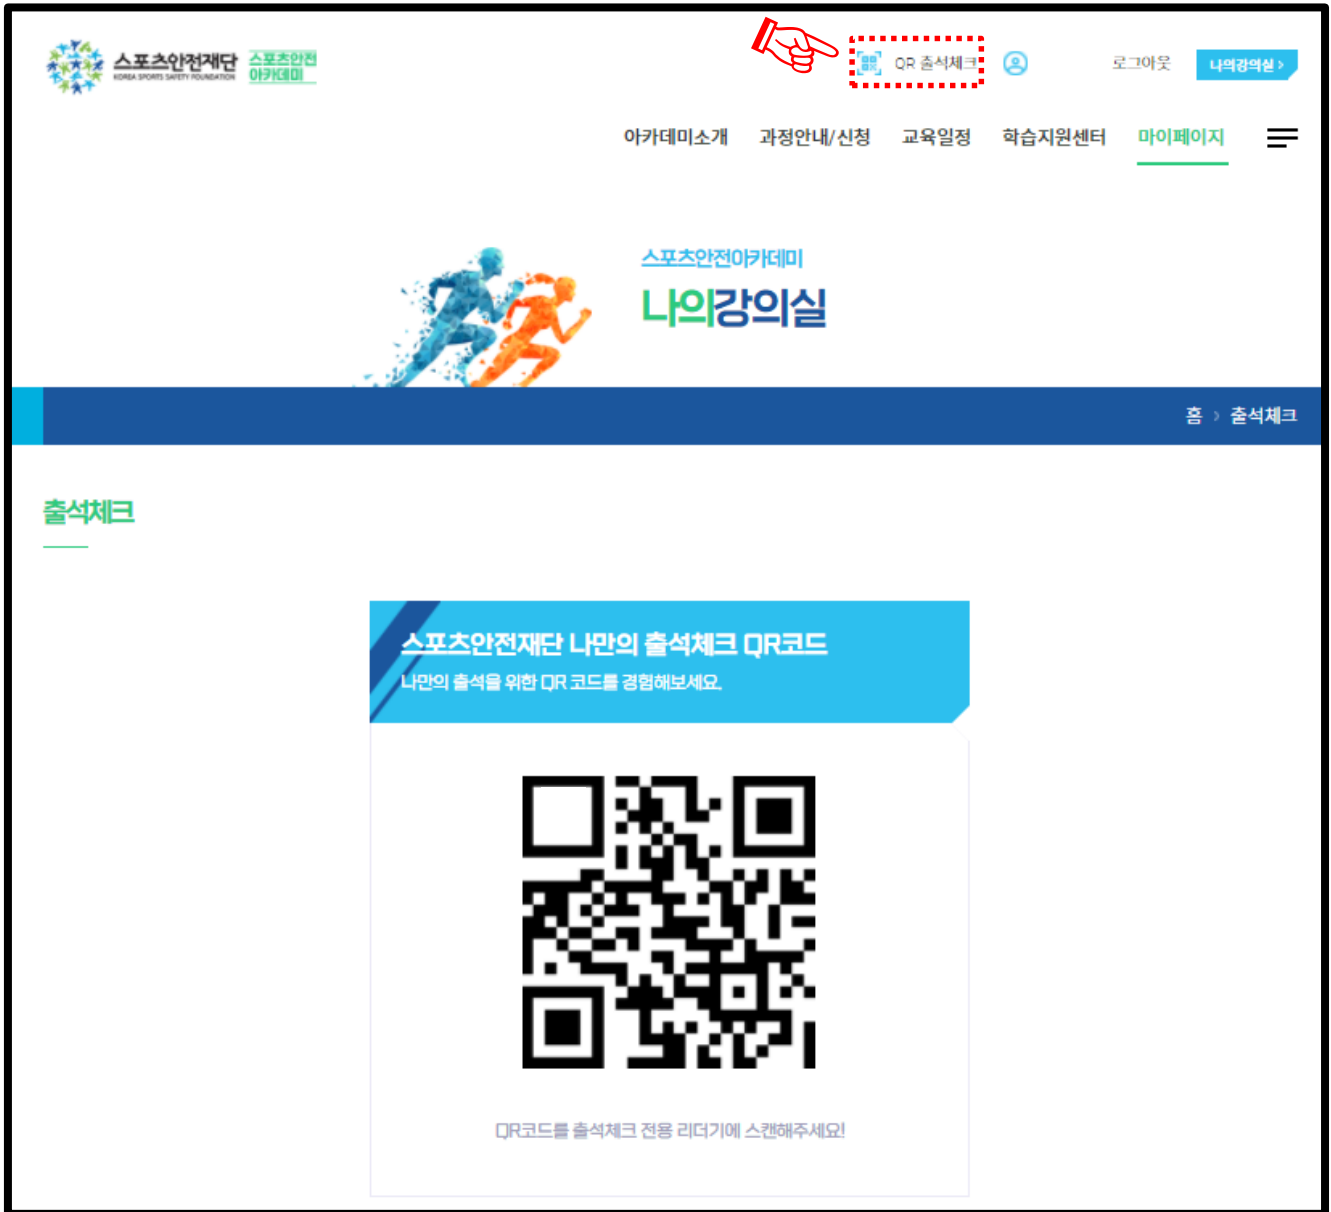 스포츠안전재단
KOREA SPORTS SAFETY FOUNDATION
스포츠안전
아카데미
QR 출석체크
로그아웃
나의강의실 >
아카데미소개 과정안내/신청 교육일정 학습지원센터 마이페이지
스포츠안전아카데미
나의강의실
홈 > 출석체크
출석체크
스포츠안전재단 나만의 출석체크 QR코드
나만의 출석을 위한 QR 코드를 경험해보세요.
QR코드를 출석체크 전용 리더기에 스캔해주세요!